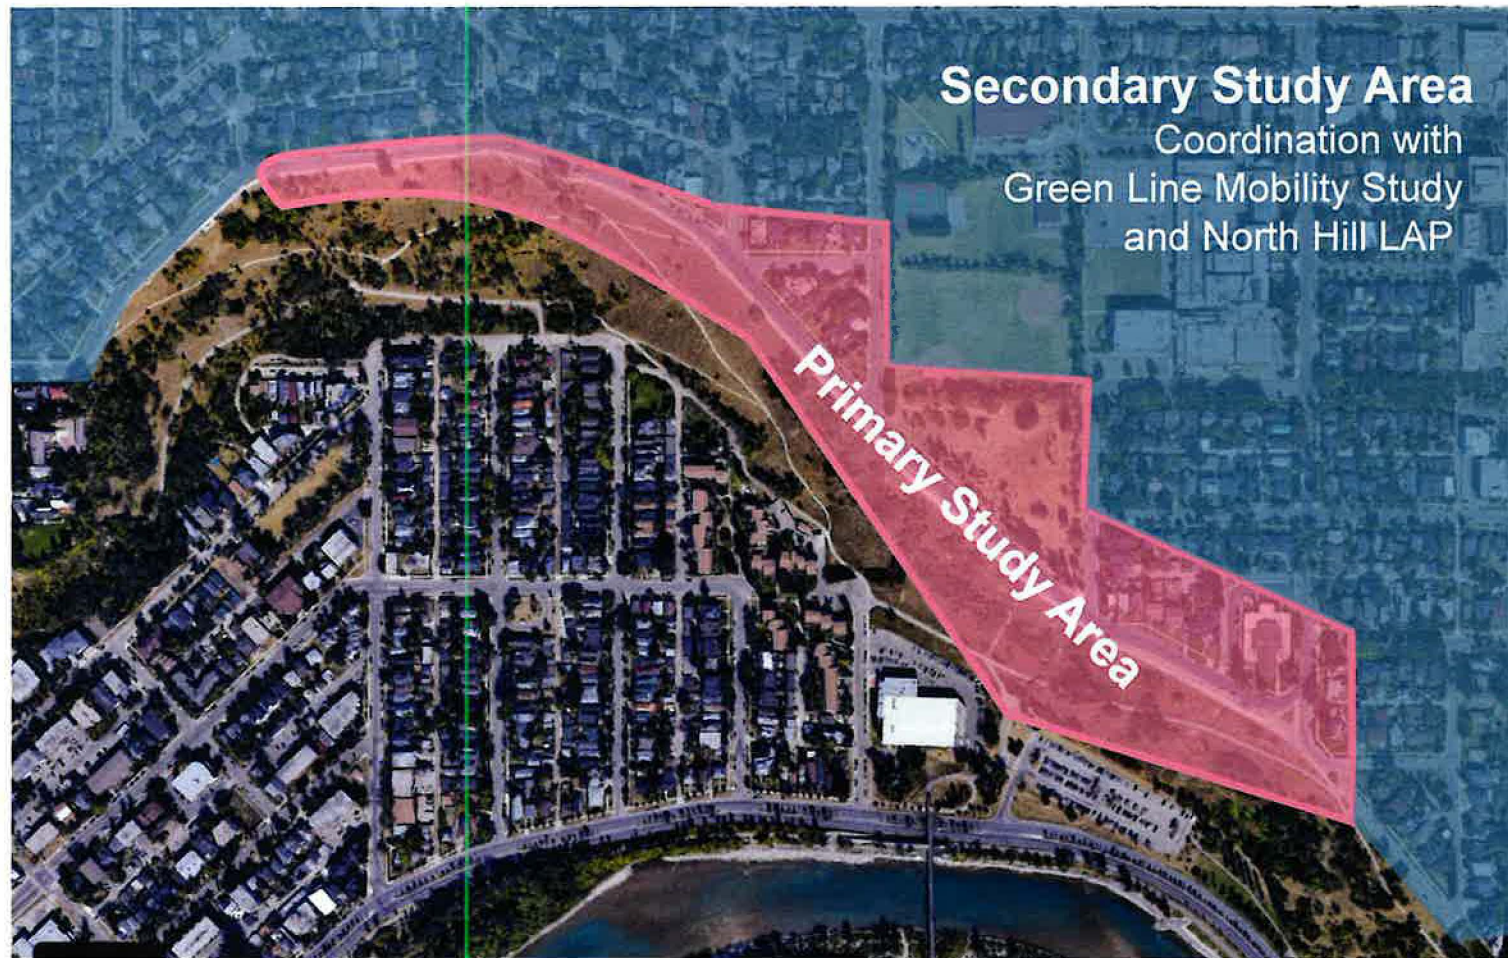 Secondary Study Area
Coordination with
Green Line Mobility Study
and North Hill LAP
Primary Study Area